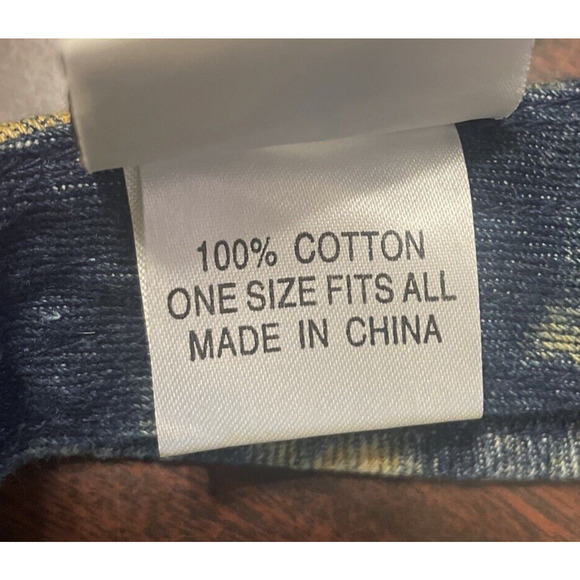 100% COTTON
ONE SIZE FITS ALL
MADE IN CHINA